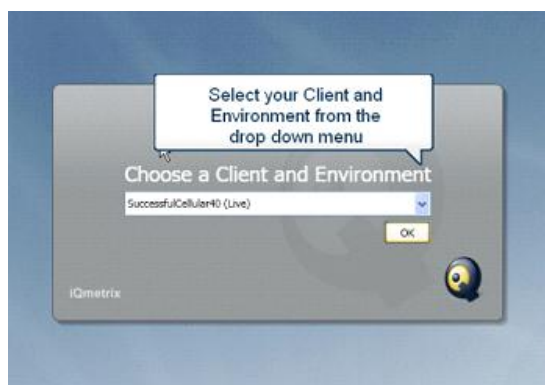 Select your Client and
Environment from the
drop down menu
Choose a Client and Environment
SuccessfulCellular40 (Live)
OK
iQmetrix